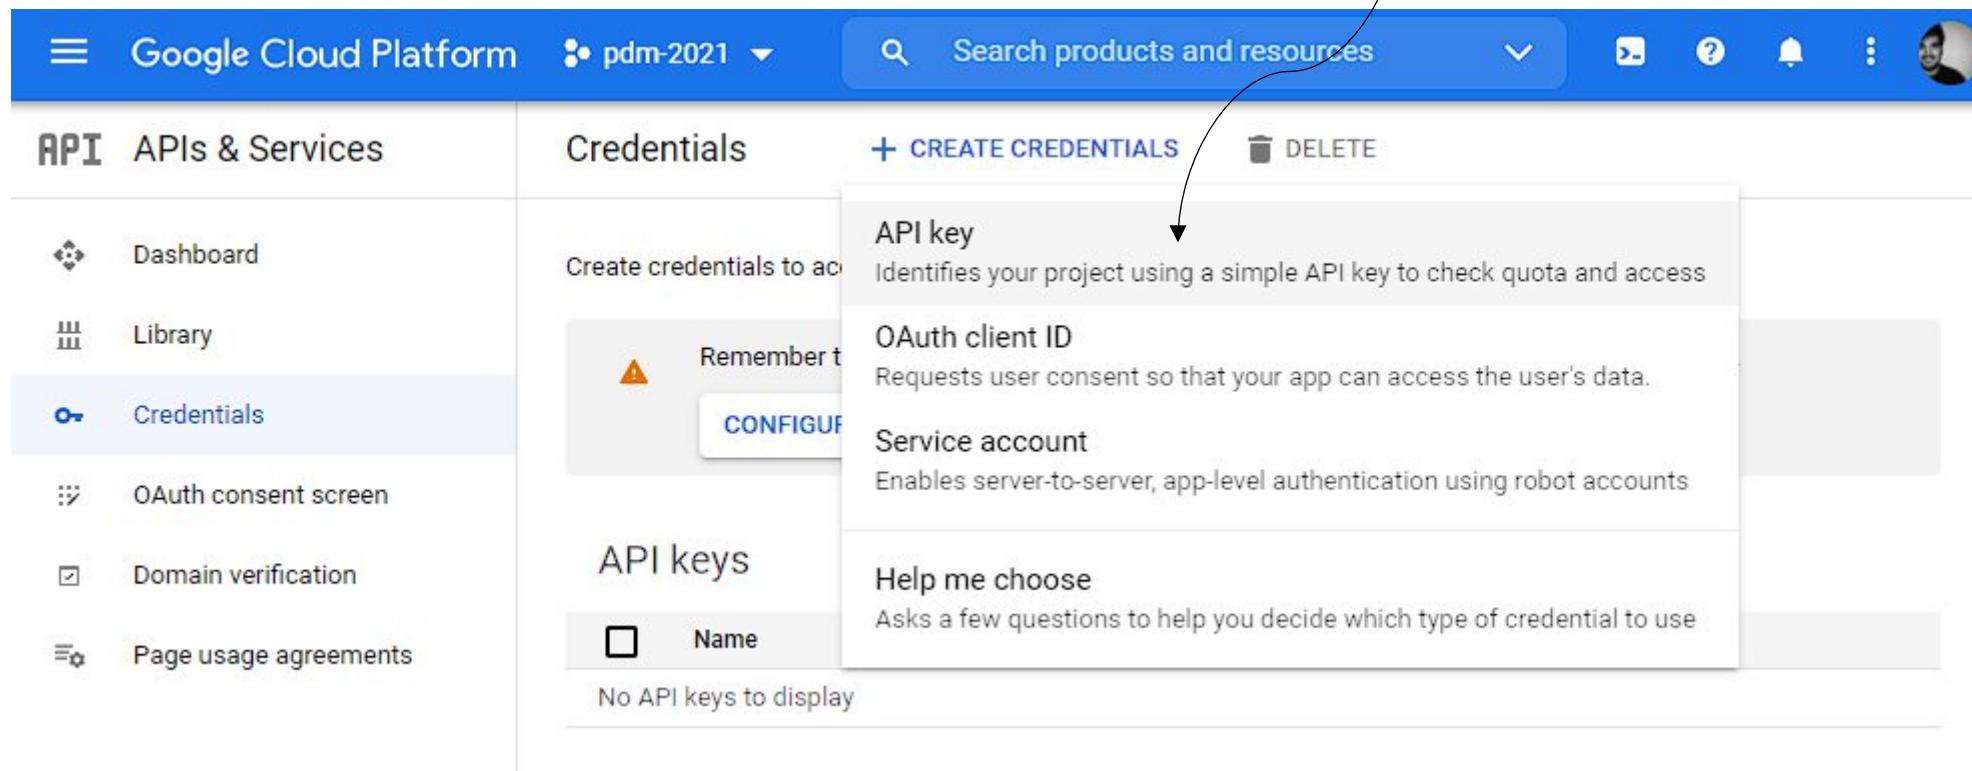 Google Cloud Platform
pdm-2021
Search products and resources
API APIs & Services
Credentials
+ CREATE CREDENTIALS
DELETE
Dashboard
Library
Credentials
OAuth consent screen
Domain verification
Page usage agreements
Create credentials to
Remember
API keys
Name
No API keys to display
API key
Identifies your project using a simple API key to check quota and access
OAuth client ID
Requests user consent so that your app can access the user's data.
Service account
Enables server-to-server, app-level authentication using robot accounts
Help me choose
Asks a few questions to help you decide which type of credential to use